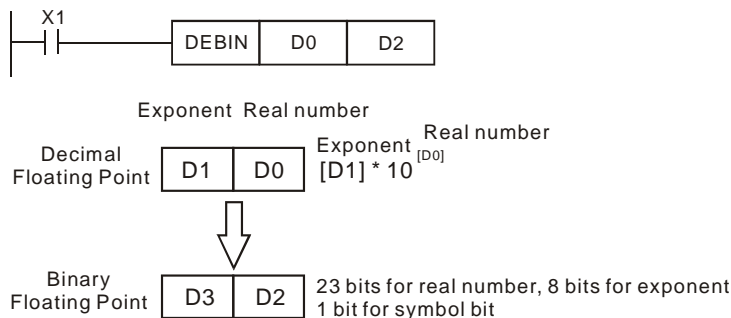 X1
DEBIN D0 D2
Exponent Real number
Decimal Floating Point
D1 D0
Exponent Real number
[D1] * 10 [D0]
Binary Floating Point
D3 D2
23 bits for real number, 8 bits for exponent
1 bit for symbol bit